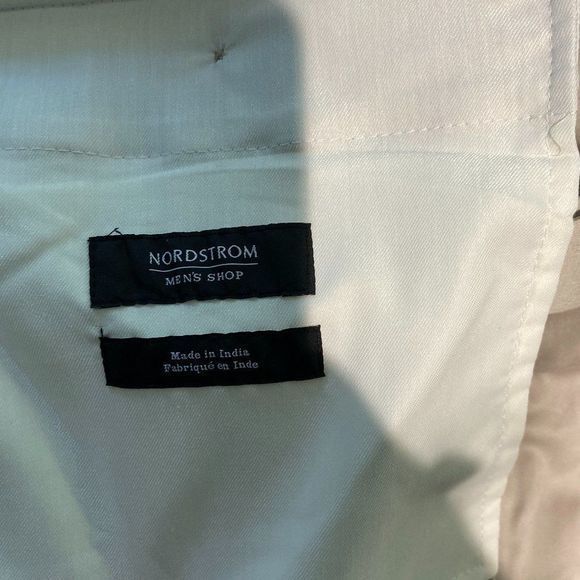 NORDSTROM
MEN'S SHOP
Made in India
Fabriqué en Inde